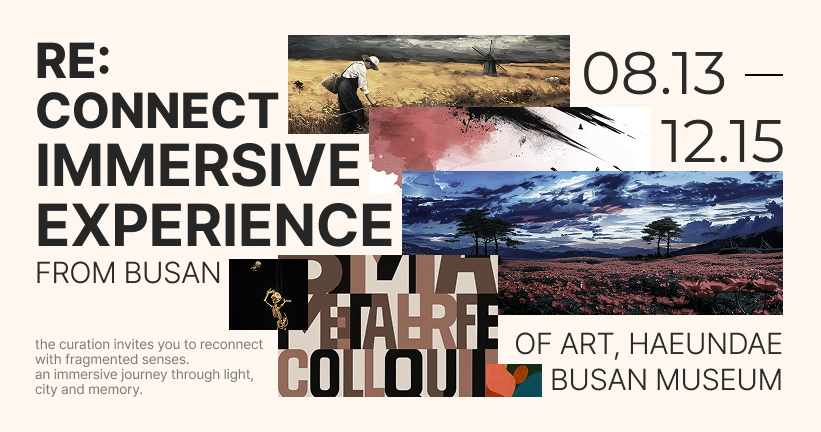 RE:
CONNECT
IMMERSIVE
EXPERIENCE
FROM BUSAN
08.13 —
12.15
the curation invites you to reconnect
with fragmented senses.
an immersive journey through light,
city and memory.
COLLOQUI
OF ART, HAEUNDAE
BUSAN MUSEUM